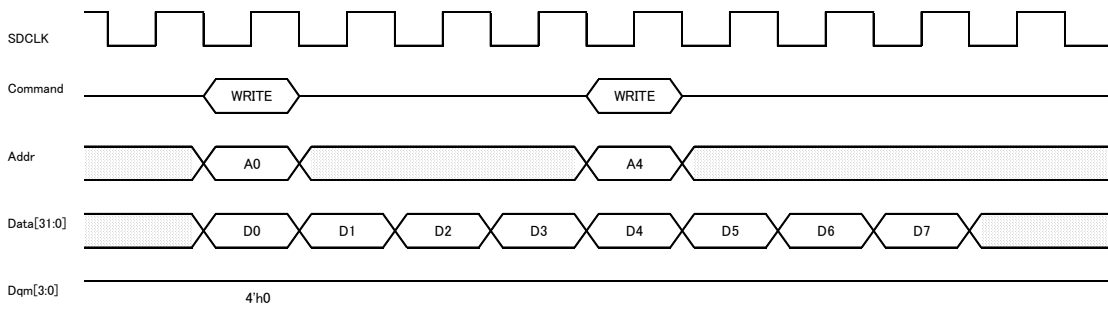 SDCLK
Command WRITE WRITE
Addr A0 A4
Data[31:0] D0 D1 D2 D3 D4 D5 D6 D7
Dqm[3:0] 4'h0